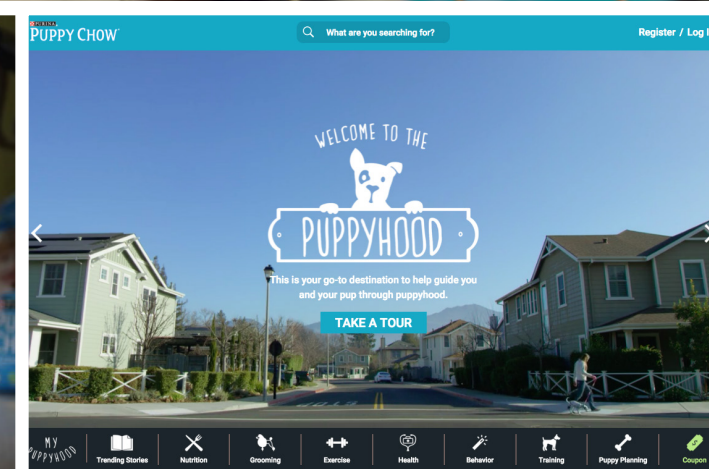 PURINA
PUPPY CHOW
What are you searching for?
Register / Log
WELCOME TO THE
PUPPYHOOD
This is your go-to destination to help guide you
and your pup through puppyhood.
TAKE A TOUR
MY
PUPPYHOOD
Trending Stories
Nutrition
Grooming
Exercise
Health
Behavior
Training
Puppy Planning
Coupon